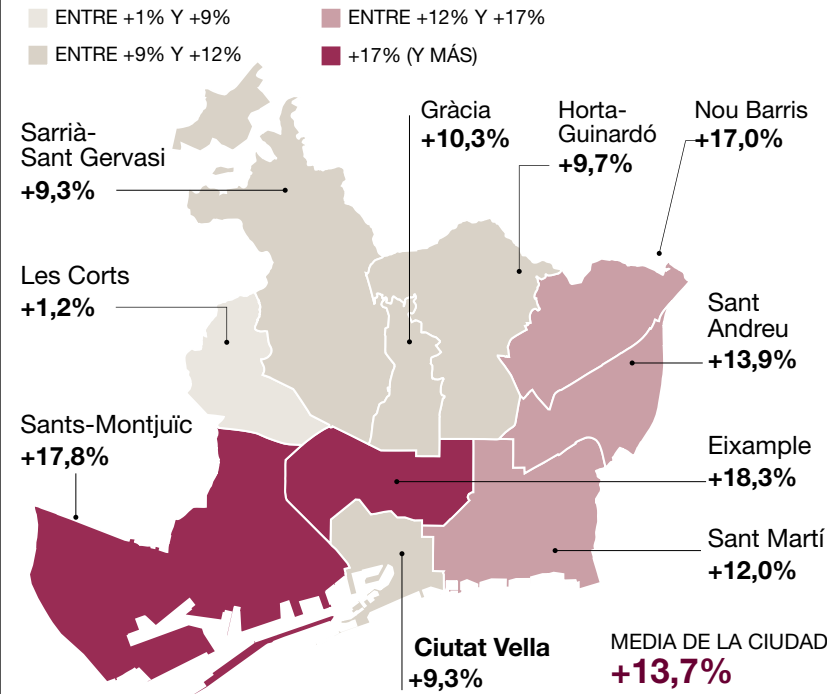 ENTRE +1% Y +9%
ENTRE +9% Y +12%
ENTRE +12% Y +17%
+17% (Y MÁS)
Sarrià-
Sant Gervasi
+9,3%
Gràcia
+10,3%
Horta-
Guinardó
+9,7%
Nou Barris
+17,0%
Les Corts
+1,2%
Sant
Andreu
+13,9%
Sants-Montjuïc
+17,8%
Eixample
+18,3%
Sant Martí
+12,0%
Ciutat Vella
+9,3%
MEDIA DE LA CIUDAD
+13,7%